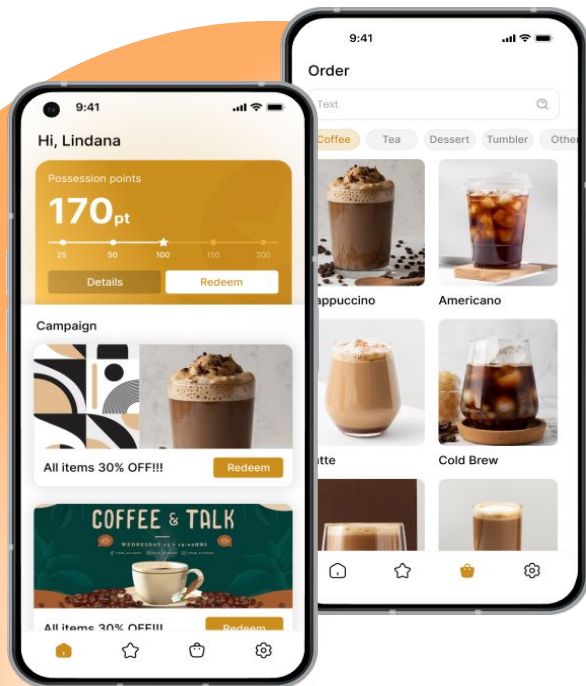 9:41
Hi, Lindana
Possession points
170pt
25 50 100 150 200
Details Redeem
Campaign
All items 30% OFF!!!
Redeem
COFFEE & TALK
WEDNESDAY
All items 30% OFF!!!
Redeem
9:41
Order
Text
Coffee Tea Dessert Tumbler Other
appuccino
Americano
tte
Cold Brew